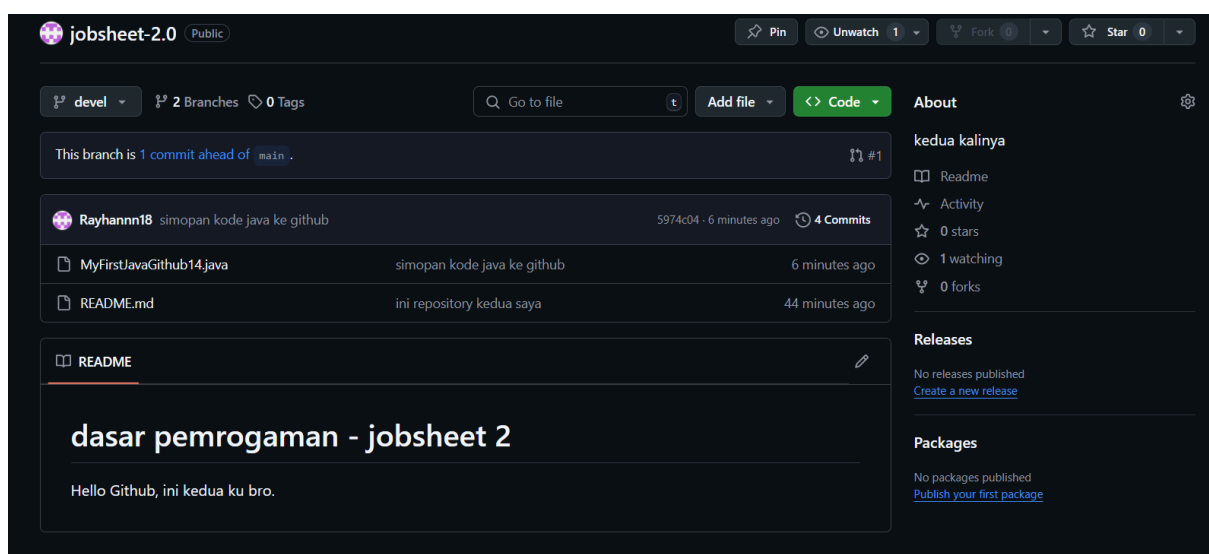 jobsheet-2.0 Public
Pin Unwatch 1 Fork 0 Star 0
devel 2 Branches 0 Tags Go to file t Add file Code
This branch is 1 commit ahead of main . #1
Rayhannn18 simopan kode java ke github 5974c04 · 6 minutes ago 4 Commits
MyFirstJavaGithub14.java simopan kode java ke github 6 minutes ago
README.md ini repository kedua saya 44 minutes ago
README
dasar pemrogaman - jobsheet 2
Hello Github, ini kedua ku bro.
About
kedua kalinya
Readme
Activity
0 stars
1 watching
0 forks
Releases
No releases published
Create a new release
Packages
No packages published
Publish your first package